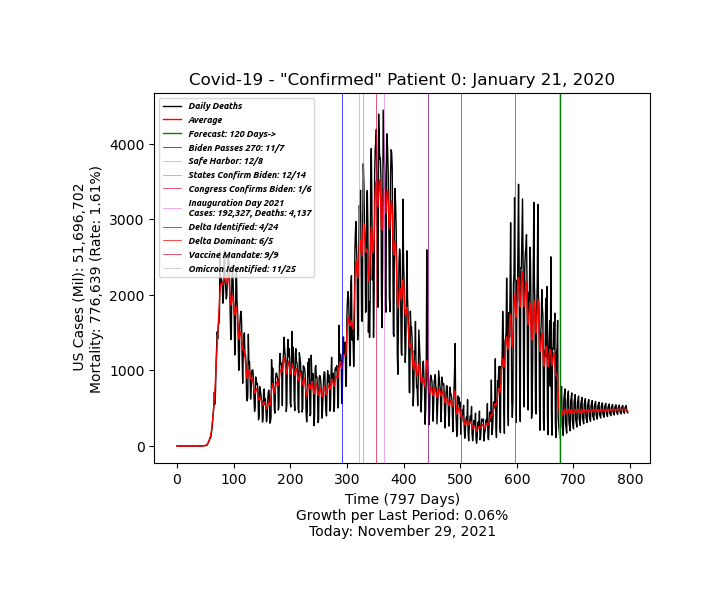 Covid-19 - "Confirmed" Patient 0: January 21, 2020
Daily Deaths
Average
Forecast: 120 Days->
Biden Passes 270: 11/7
Safe Harbor: 12/8
States Confirm Biden: 12/14
Congress Confirms Biden: 1/6
Inauguration Day 2021
Cases: 192,327, Deaths: 4,137
Delta Identified: 4/24
Delta Dominant: 6/5
Vaccine Mandate: 9/9
Omicron Identified: 11/25
US Cases (Mil): 51,696,702
Mortality: 776,639 (Rate: 1.61%)
4000
3000
2000
1000
0
0 100 200 300 400 500 600 700 800
Time (797 Days)
Growth per Last Period: 0.06%
Today: November 29, 2021